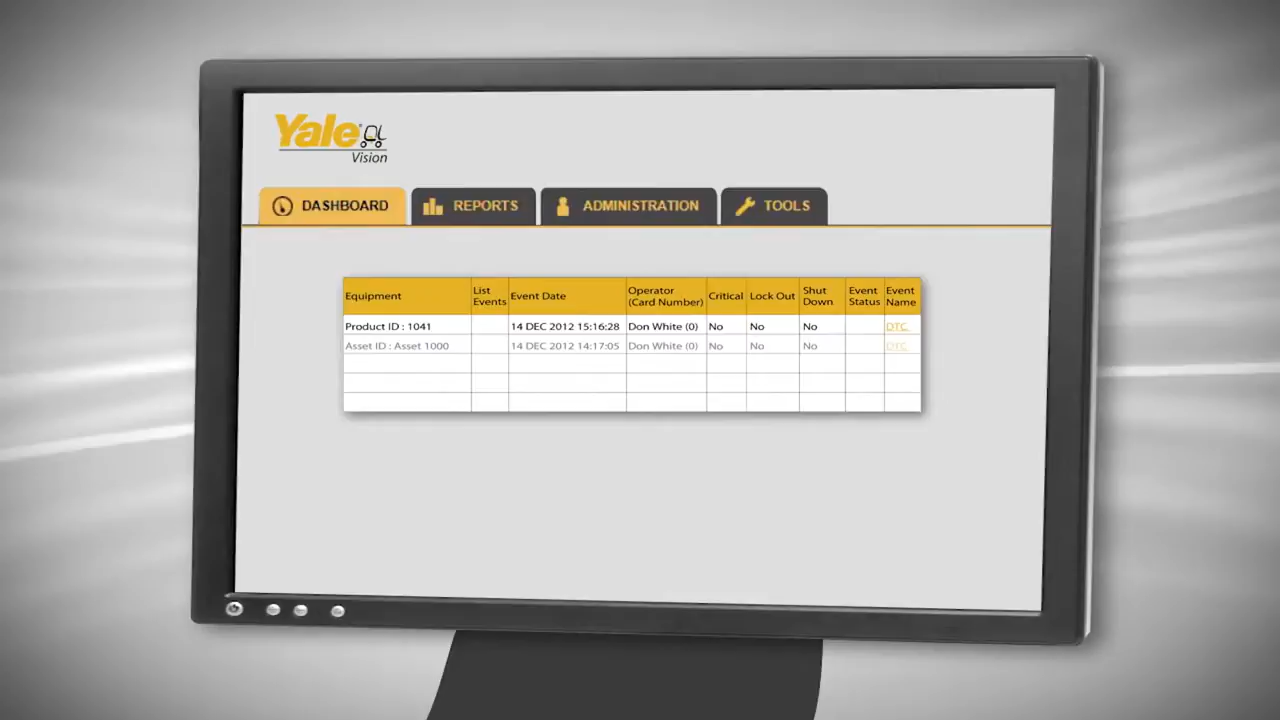 Yale
Vision
DASHBOARD REPORTS ADMINISTRATION TOOLS
Equipment List Events Event Date Operator (Card Number) Critical Lock Out Shut Down Event Status Event Name
Product ID : 1041 14 DEC 2012 15:16:28 Don White (0) No No No DTC
Asset ID : Asset 1000 14 DEC 2012 14:17:05 Don White (0) No No No DTC